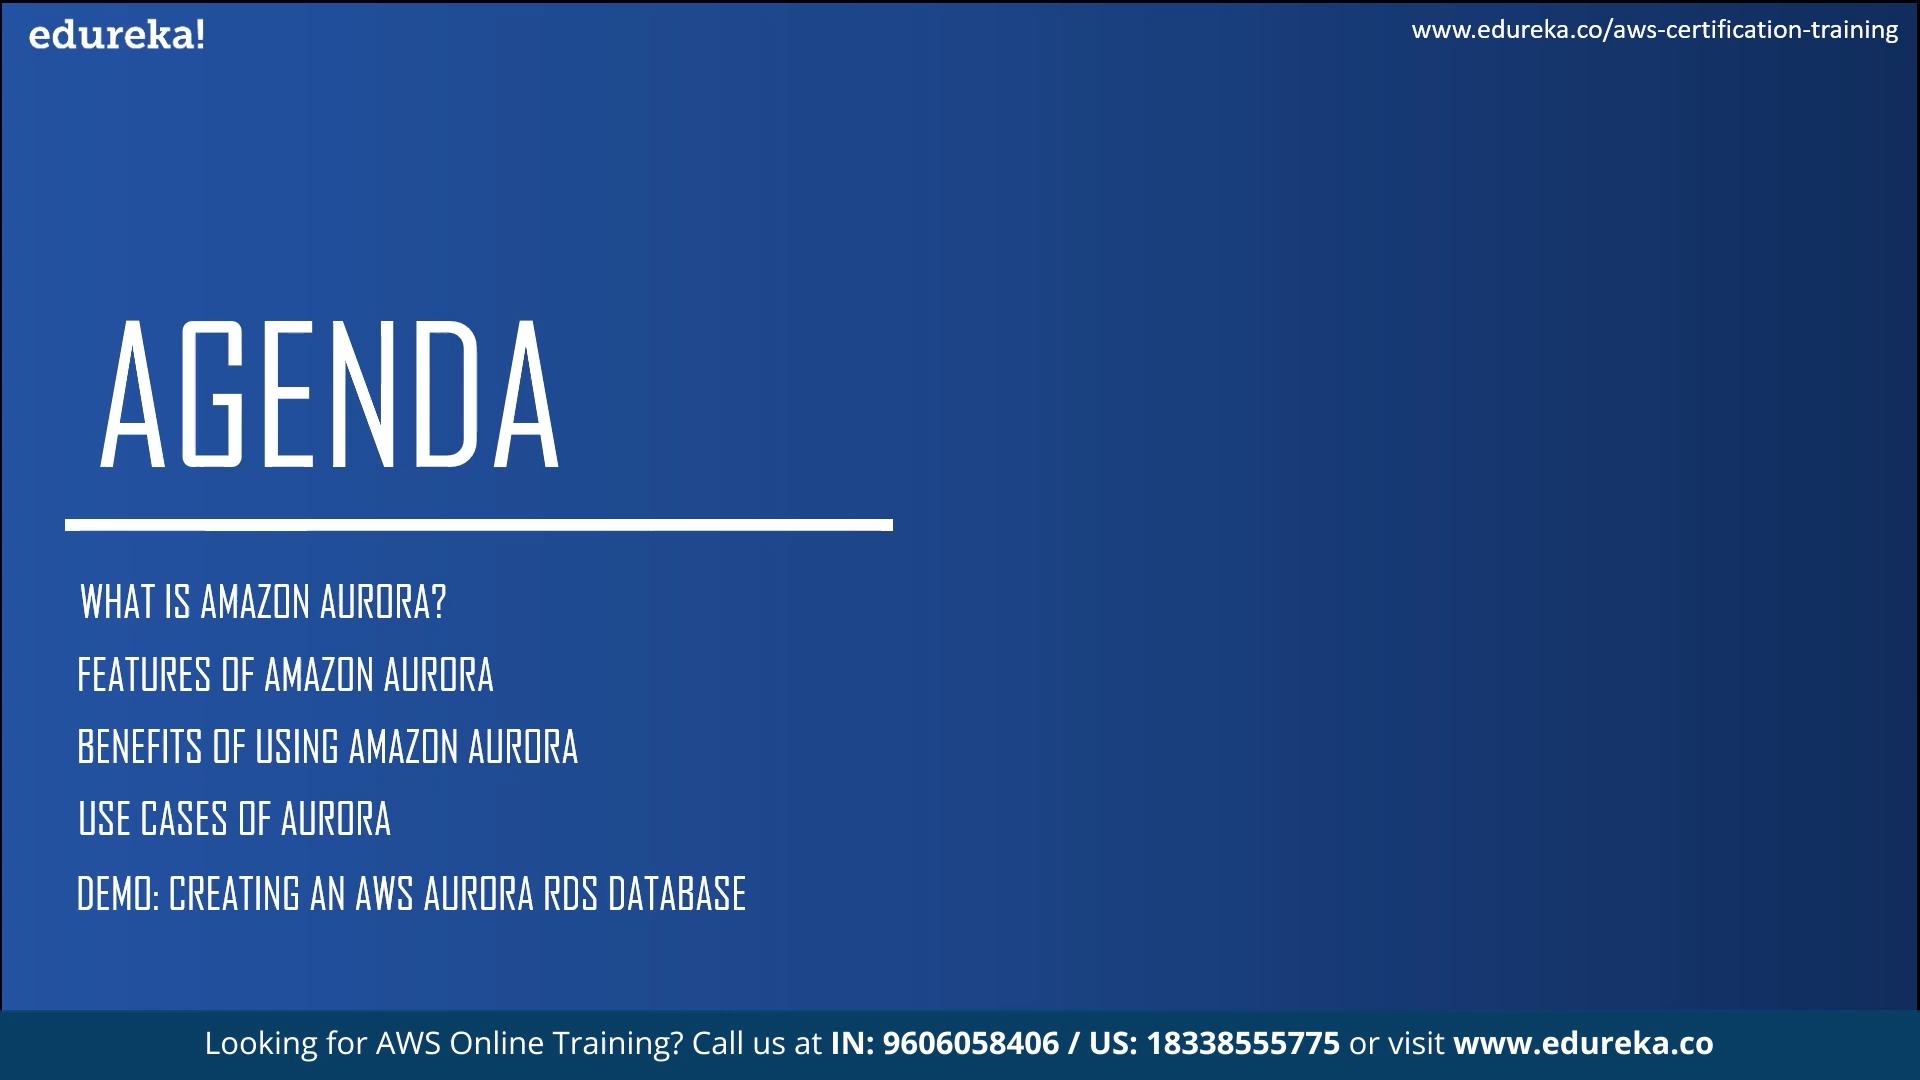 edureka!
www.edureka.co/aws-certification-training
AGENDA
WHAT IS AMAZON AURORA?
FEATURES OF AMAZON AURORA
BENEFITS OF USING AMAZON AURORA
USE CASES OF AURORA
DEMO: CREATING AN AWS AURORA RDS DATABASE
Looking for AWS Online Training? Call us at IN: 9606058406 / US: 18338555775 or visit www.edureka.co